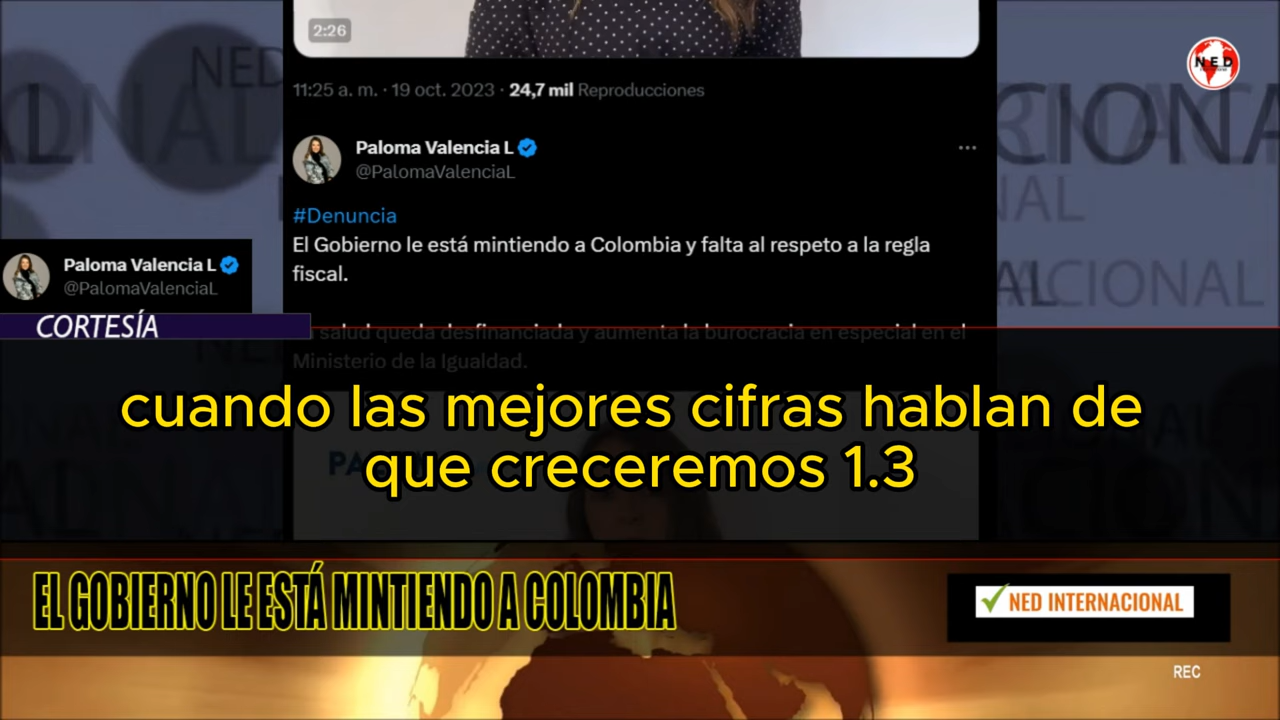 2:26
11:25 a. m. · 19 oct. 2023 · 24,7 mil Reproducciones
NED
Paloma Valencia L
@PalomaValenciaL
#Denuncia
El Gobierno le está mintiendo a Colombia y falta al respeto a la regla
fiscal.
salud queda desfinanciada y aumenta la burocracia en especial en el
Ministerio de la Igualdad.
Paloma Valencia L
@PalomaValenciaL
CORTESÍA
cuando las mejores cifras hablan de
que creceremos 1.3
EL GOBIERNO LE ESTÁ MINTIENDO A COLOMBIA
NED INTERNACIONAL
REC